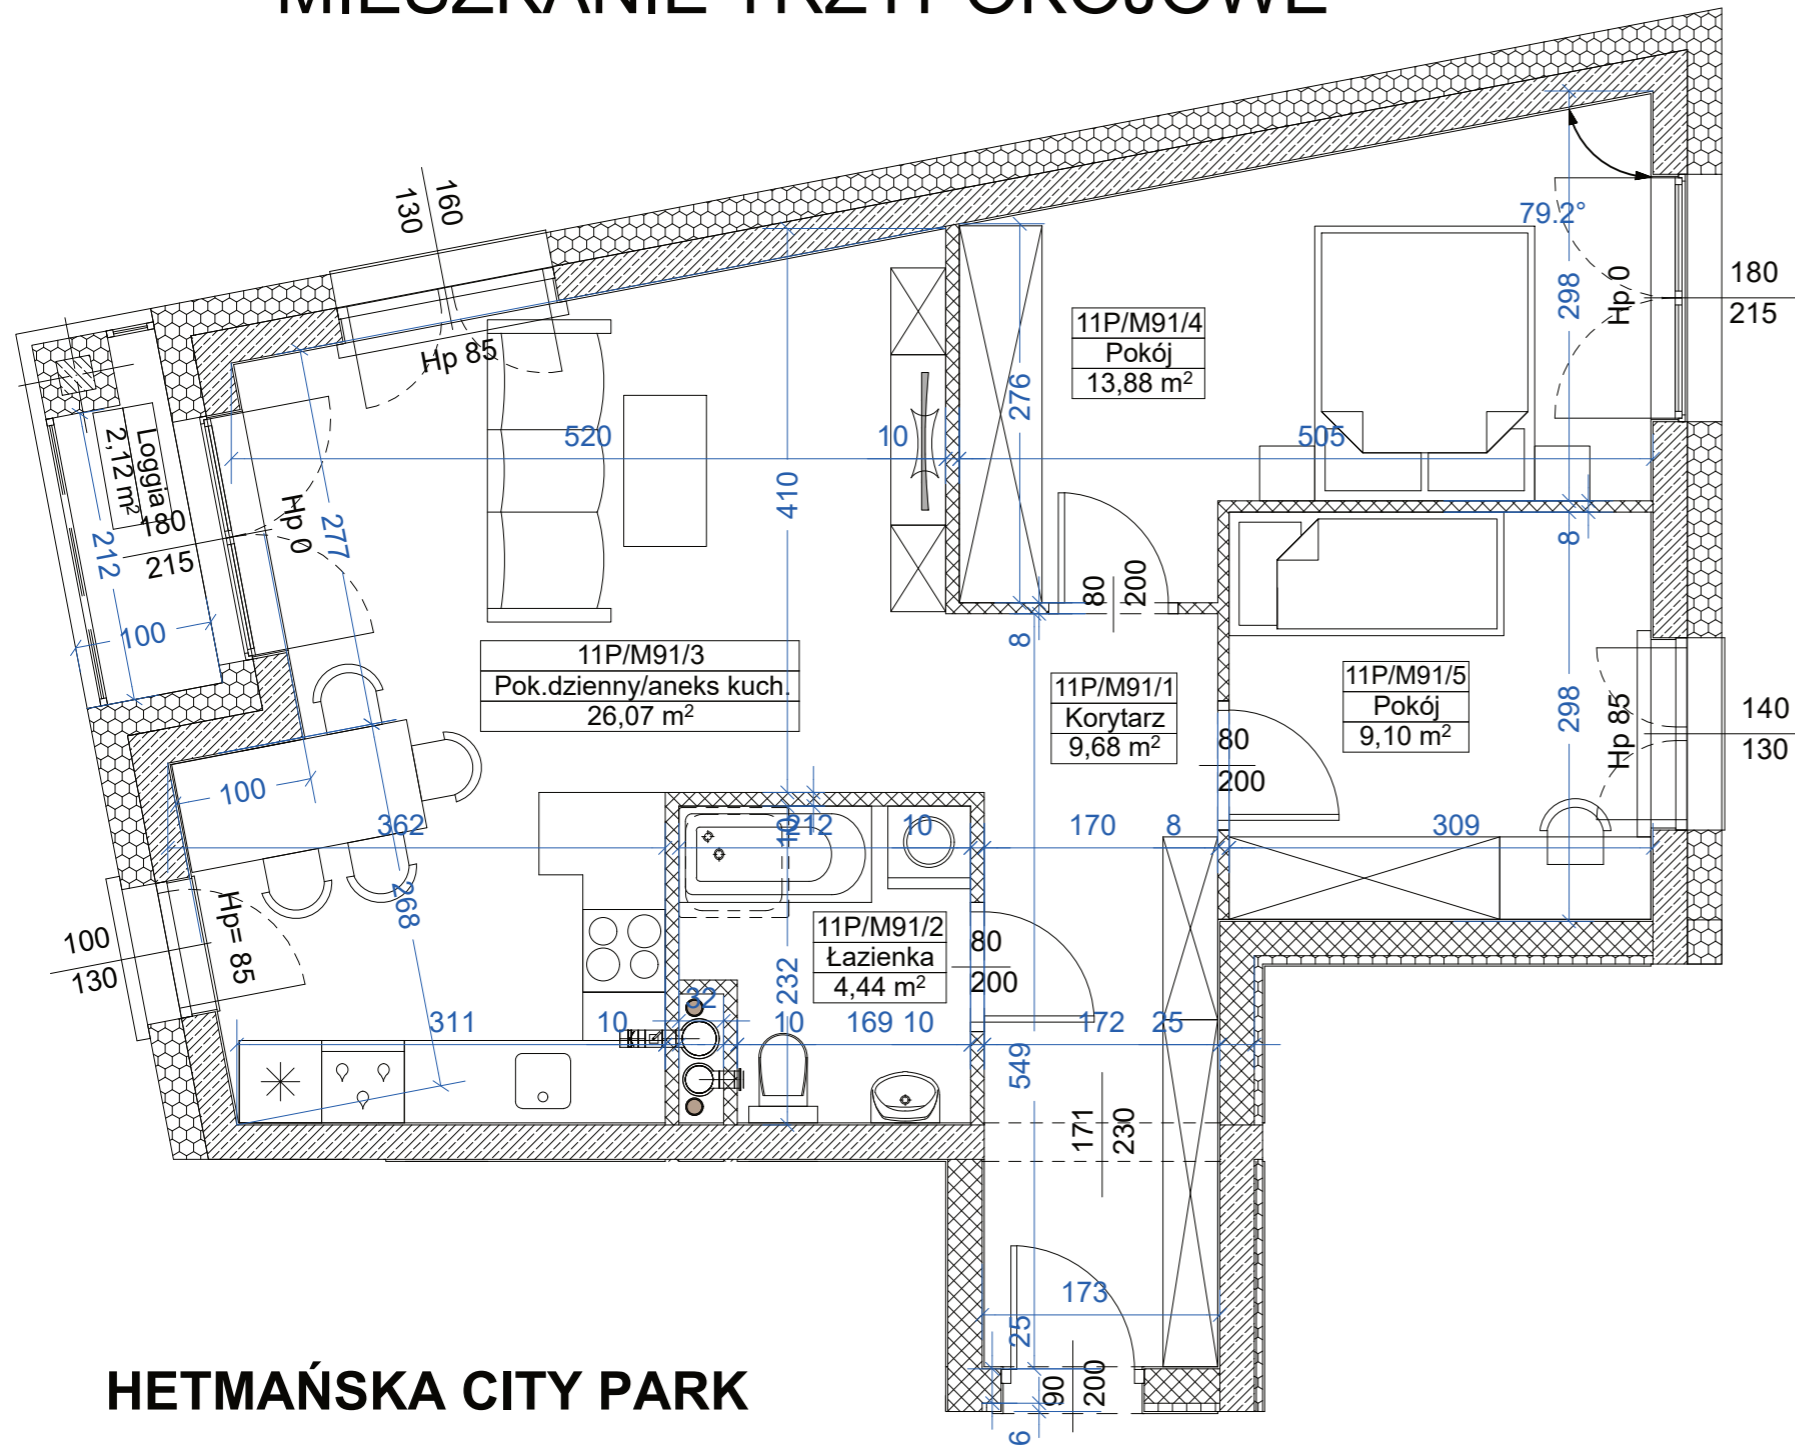 MIESZKANIE TRZYPOKOJOWE
160
130
Hp 85
79.2°
298
Hp 0
180
215
11P/M91/4
Pokój
13,88 m²
276
520
10
505
410
Loggia
2,12 m²
180
215
Hp 0
277
212
100
8
80
200
8
11P/M91/3
Pok.dzienny/aneks kuch.
26,07 m²
11P/M91/1
Korytarz
9,68 m²
11P/M91/5
Pokój
9,10 m²
298
Hp 85
140
130
80
200
100
362
10
212
10
170
8
309
268
Hp= 85
100
130
11P/M91/2
Łazienka
4,44 m²
80
200
232
32
311
10
10
169
10
172
25
549
171
230
173
25
90
200
6
HETMAŃSKA CITY PARK